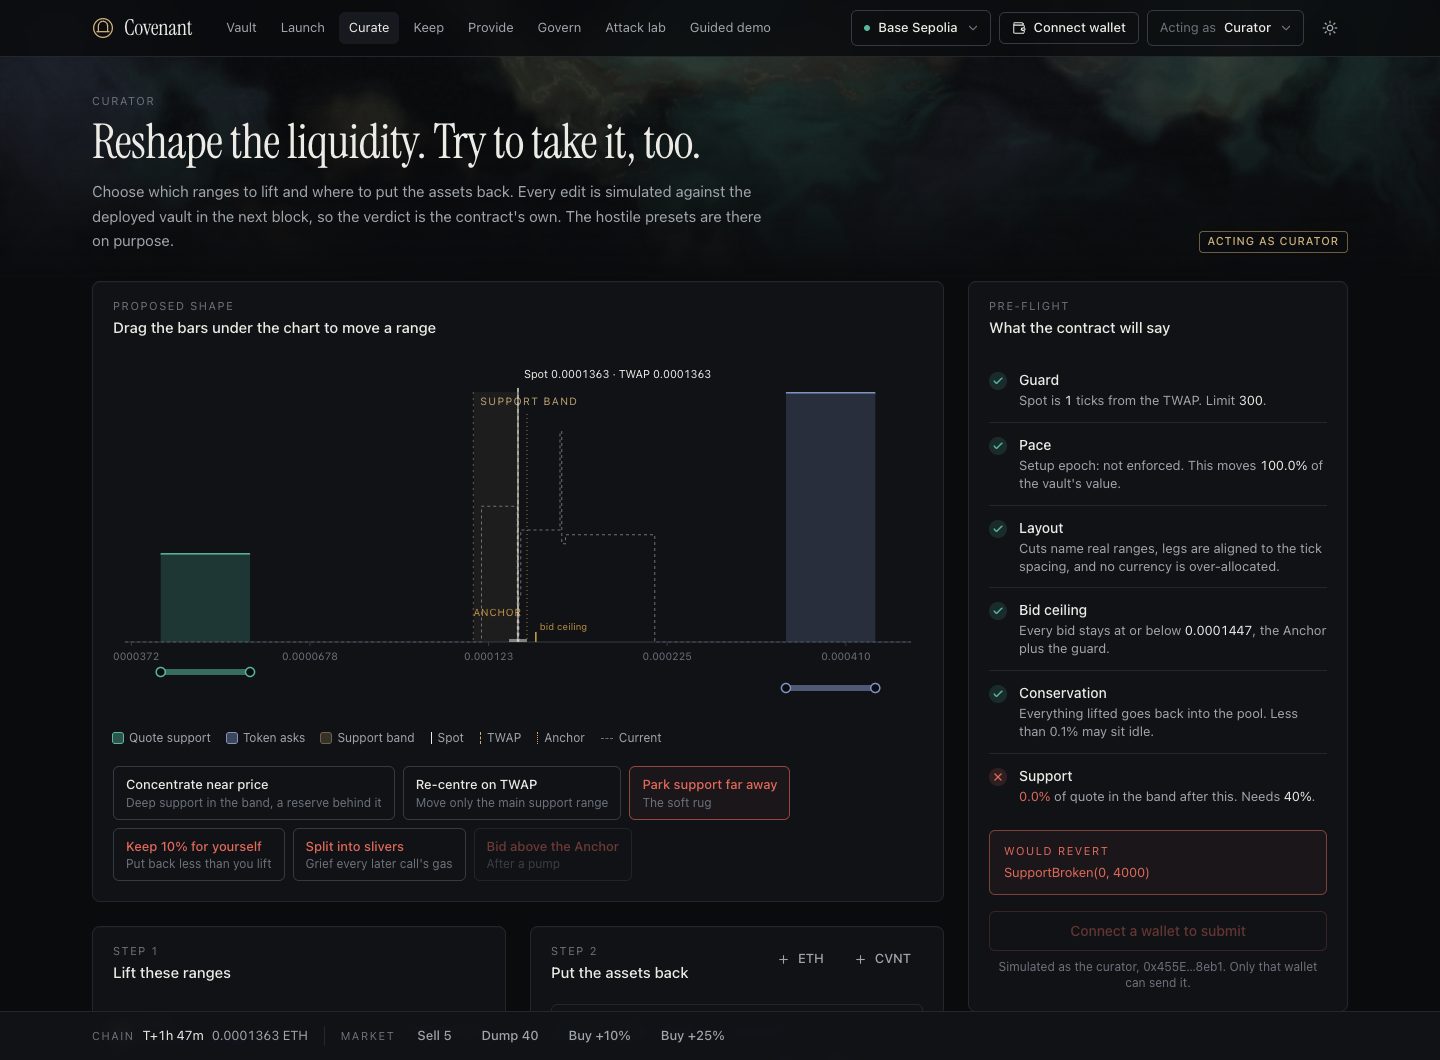 Covenant
Vault
Launch
Curate
Keep
Provide
Govern
Attack lab
Guided demo
Base Sepolia
Connect wallet
Acting as Curator
CURATOR
Reshape the liquidity. Try to take it, too.
Choose which ranges to lift and where to put the assets back. Every edit is simulated against the
deployed vault in the next block, so the verdict is the contract's own. The hostile presets are there
on purpose.
ACTING AS CURATOR
PROPOSED SHAPE
Drag the bars under the chart to move a range
Spot 0.0001363 · TWAP 0.0001363
SUPPORT BAND
ANCHOR
bid ceiling
0000372
0.0000678
0.000123
0.000225
0.000410
Quote support
Token asks
Support band
Spot
TWAP
Anchor
Current
Concentrate near price
Deep support in the band, a reserve behind it
Re-centre on TWAP
Move only the main support range
Park support far away
The soft rug
Keep 10% for yourself
Put back less than you lift
Split into slivers
Grief every later call's gas
Bid above the Anchor
After a pump
PRE-FLIGHT
What the contract will say
Guard
Spot is 1 ticks from the TWAP. Limit 300.
Pace
Setup epoch: not enforced. This moves 100.0% of
the vault's value.
Layout
Cuts name real ranges, legs are aligned to the tick
spacing, and no currency is over-allocated.
Bid ceiling
Every bid stays at or below 0.0001447, the Anchor
plus the guard.
Conservation
Everything lifted goes back into the pool. Less
than 0.1% may sit idle.
Support
0.0% of quote in the band after this. Needs 40%.
WOULD REVERT
SupportBroken(0, 4000)
Connect a wallet to submit
Simulated as the curator, 0x455E…8eb1. Only that wallet
can send it.
STEP 1
Lift these ranges
STEP 2
Put the assets back
+ ETH
+ CVNT
CHAIN T+1h 47m 0.0001363 ETH
MARKET
Sell 5
Dump 40
Buy +10%
Buy +25%